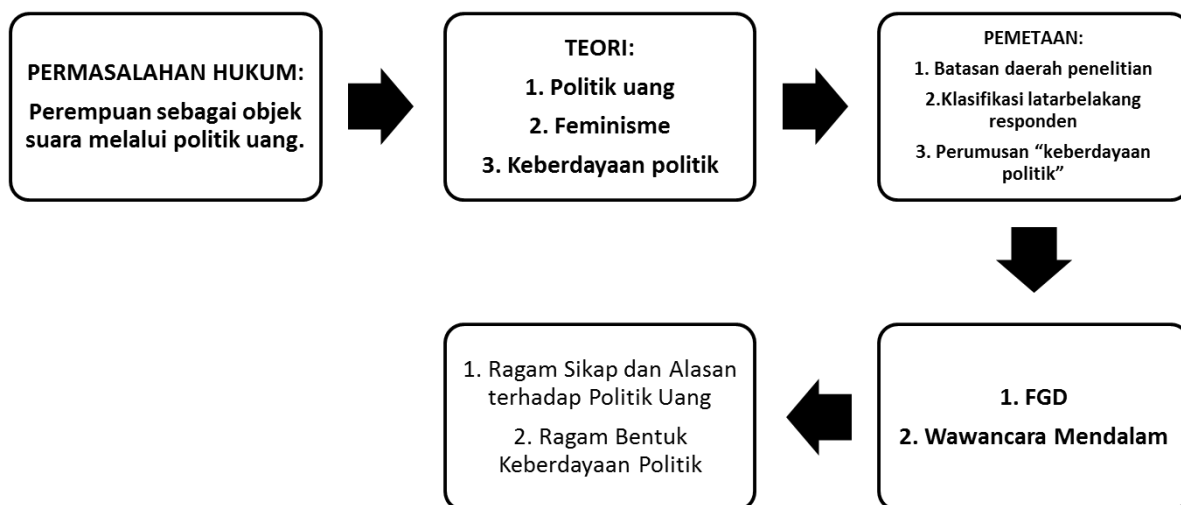 PERMASALAHAN HUKUM:
Perempuan sebagai objek
suara melalui politik uang.
TEORI:
1. Politik uang
2. Feminisme
3. Keberdayaan politik
PEMETAAN:
1. Batasan daerah penelitian
2.Klasifikasi latarbelakang
responden
3. Perumusan “keberdayaan
politik”
1. FGD
2. Wawancara Mendalam
1. Ragam Sikap dan Alasan
terhadap Politik Uang
2. Ragam Bentuk
Keberdayaan Politik